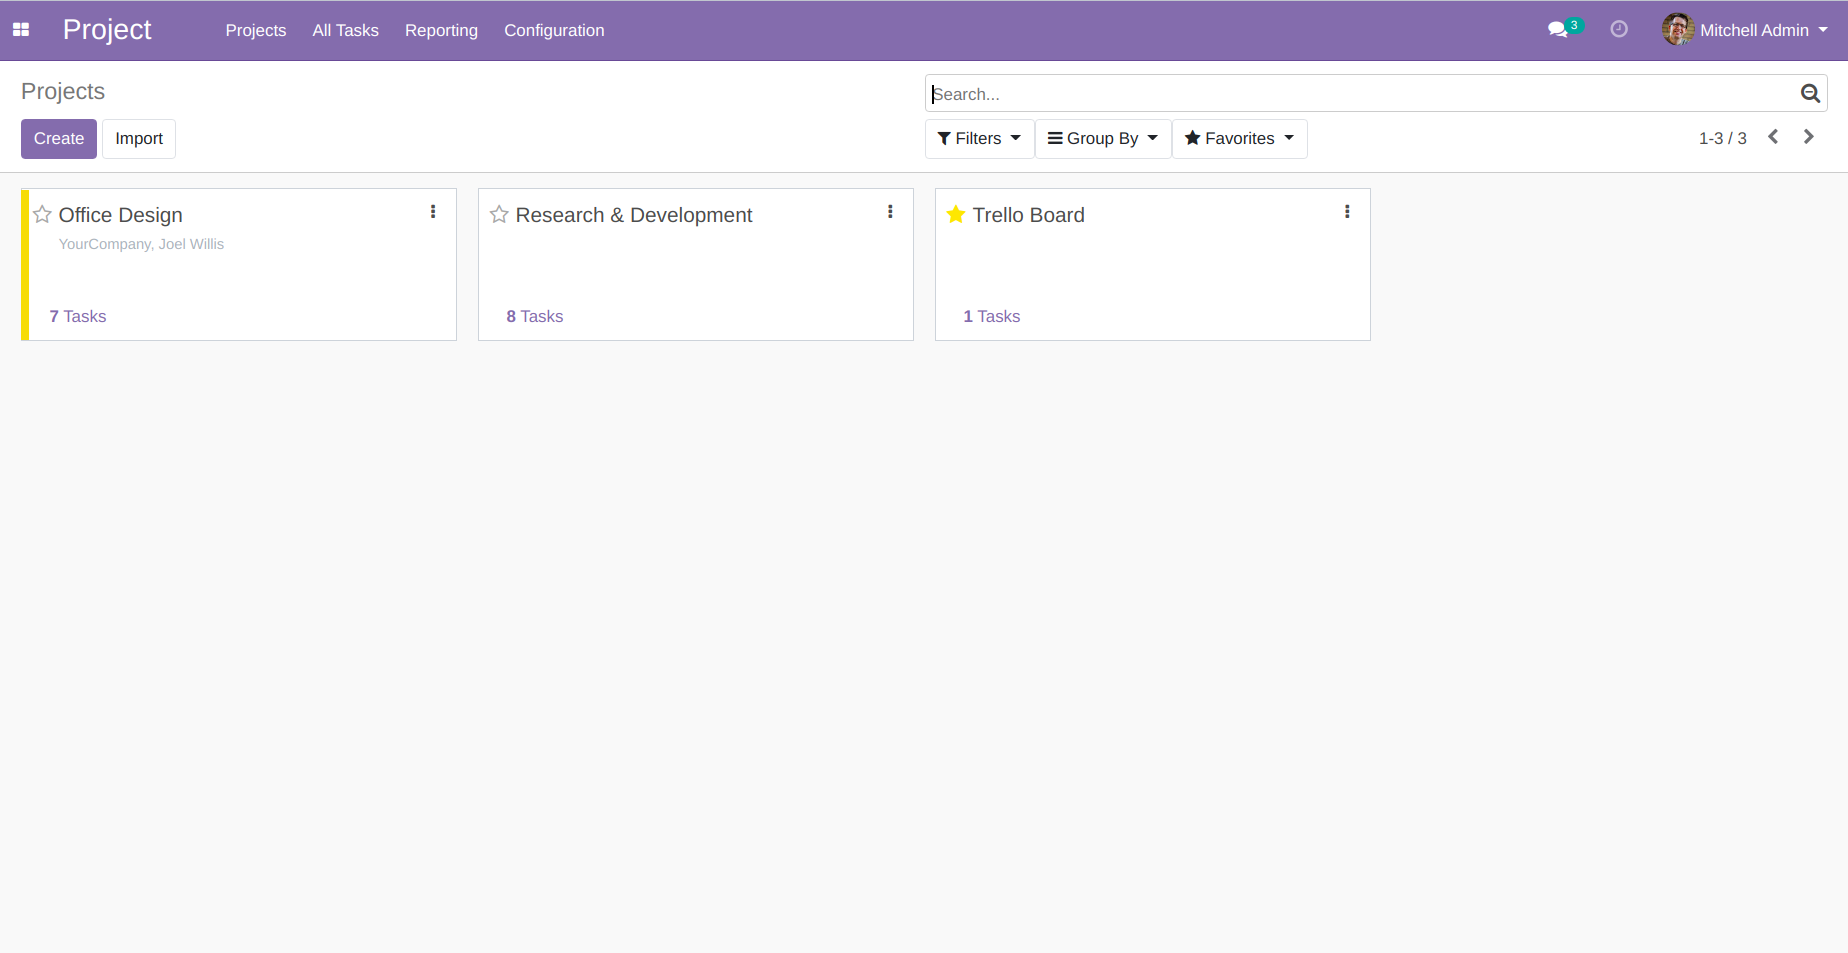 Project Projects All Tasks Reporting Configuration 3 Mitchell Admin
Projects
Search...
Create Import
Filters Group By Favorites 1-3 / 3
Office Design
YourCompany, Joel Willis
7 Tasks
Research & Development
8 Tasks
Trello Board
1 Tasks